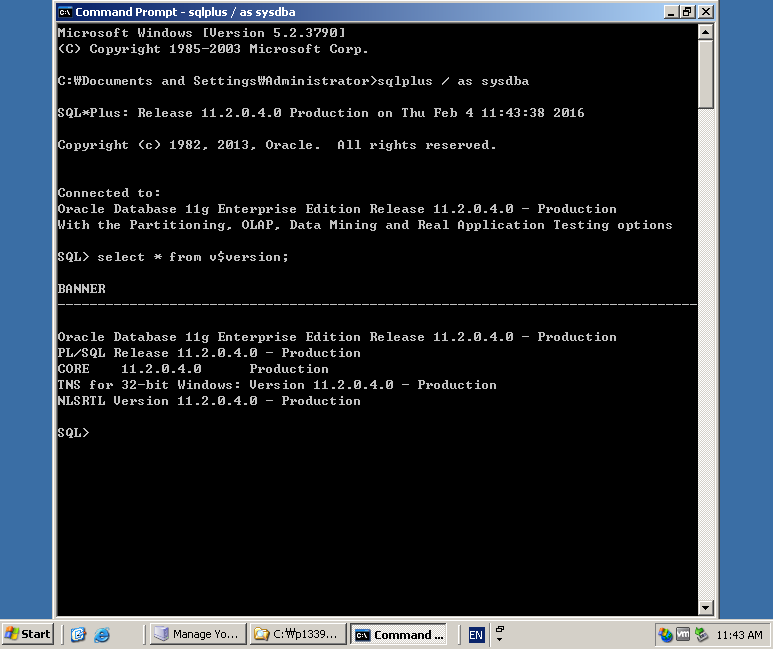 Command Prompt - sqlplus / as sysdba
Microsoft Windows [Version 5.2.3790]
(C) Copyright 1985-2003 Microsoft Corp.
C:₩Documents and Settings₩Administrator>sqlplus / as sysdba
SQL*Plus: Release 11.2.0.4.0 Production on Thu Feb 4 11:43:38 2016
Copyright (c) 1982, 2013, Oracle.  All rights reserved.
Connected to:
Oracle Database 11g Enterprise Edition Release 11.2.0.4.0 - Production
With the Partitioning, OLAP, Data Mining and Real Application Testing options
SQL> select * from v$version;
BANNER
--------------------------------------------------------------------------------
Oracle Database 11g Enterprise Edition Release 11.2.0.4.0 - Production
PL/SQL Release 11.2.0.4.0 - Production
CORE    11.2.0.4.0      Production
TNS for 32-bit Windows: Version 11.2.0.4.0 - Production
NLSRTL Version 11.2.0.4.0 - Production
SQL>
Start Manage Yo... C:₩p1339... Command ... EN vm 11:43 AM